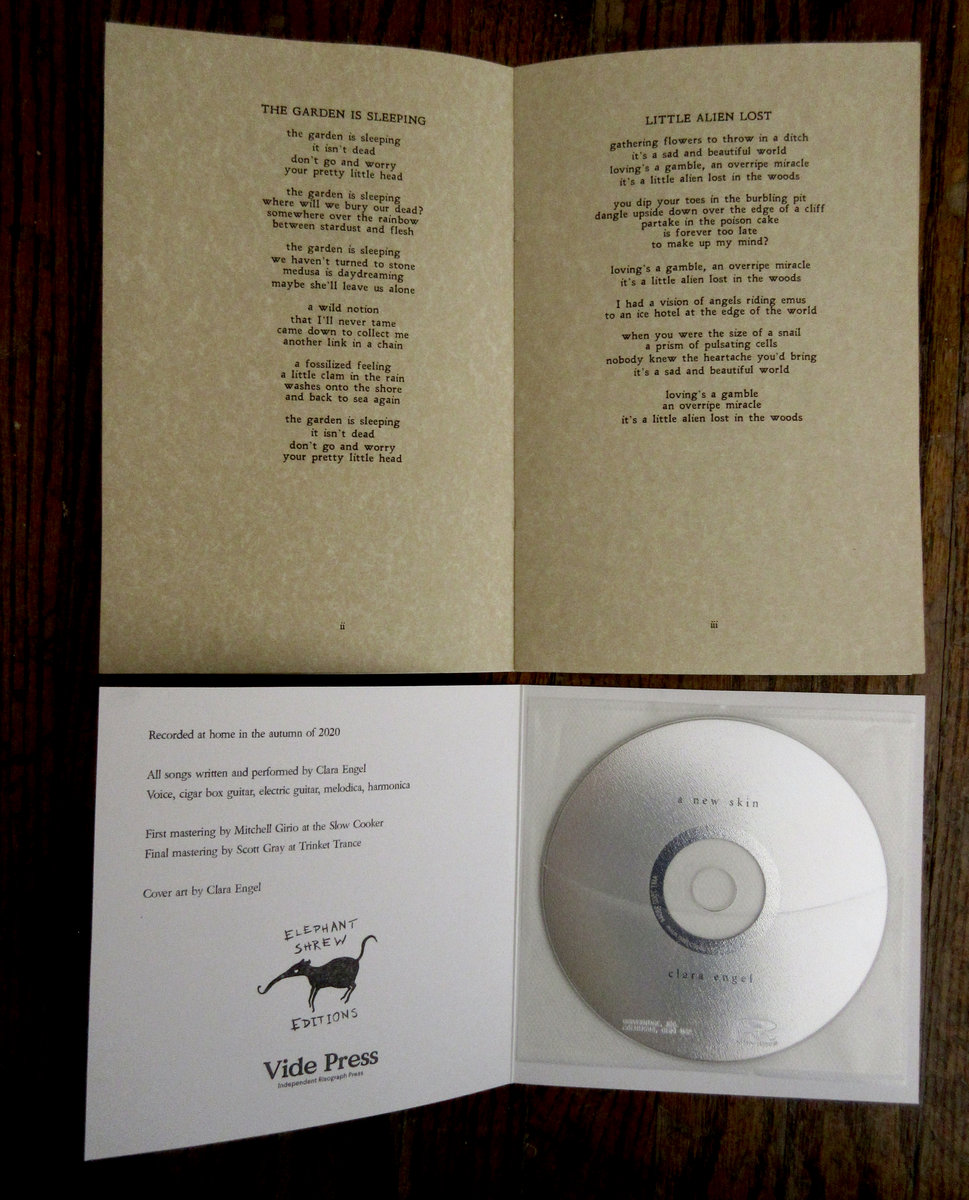 THE GARDEN IS SLEEPING
the garden is sleeping
it isn't dead
don't go and worry
your pretty little head
the garden is sleeping
where will we bury our dead?
somewhere over the rainbow
between stardust and flesh
the garden is sleeping
we haven't turned to stone
medusa is daydreaming
maybe she'll leave us alone
a wild notion
that I'll never tame
came down to collect me
another link in a chain
a fossilized feeling
a little clam in the rain
washes onto the shore
and back to sea again
the garden is sleeping
it isn't dead
don't go and worry
your pretty little head
ii
LITTLE ALIEN LOST
gathering flowers to throw in a ditch
it's a sad and beautiful world
loving's a gamble, an overripe miracle
it's a little alien lost in the woods
you dip your toes in the burbling pit
dangle upside down over the edge of a cliff
partake in the poison cake
is forever too late
to make up my mind?
loving's a gamble, an overripe miracle
it's a little alien lost in the woods
I had a vision of angels riding emus
to an ice hotel at the edge of the world
when you were the size of a snail
a prism of pulsating cells
nobody knew the heartache you'd bring
it's a sad and beautiful world
loving's a gamble
an overripe miracle
it's a little alien lost in the woods
iii
Recorded at home in the autumn of 2020
All songs written and performed by Clara Engel
Voice, cigar box guitar, electric guitar, melodica, harmonica
First mastering by Mitchell Girio at the Slow Cooker
Final mastering by Scott Gray at Trinket Trance
Cover art by Clara Engel
ELEPHANT
SHREW
EDITIONS
Vide Press
Independent Risograph Press
a new skin
clara engel